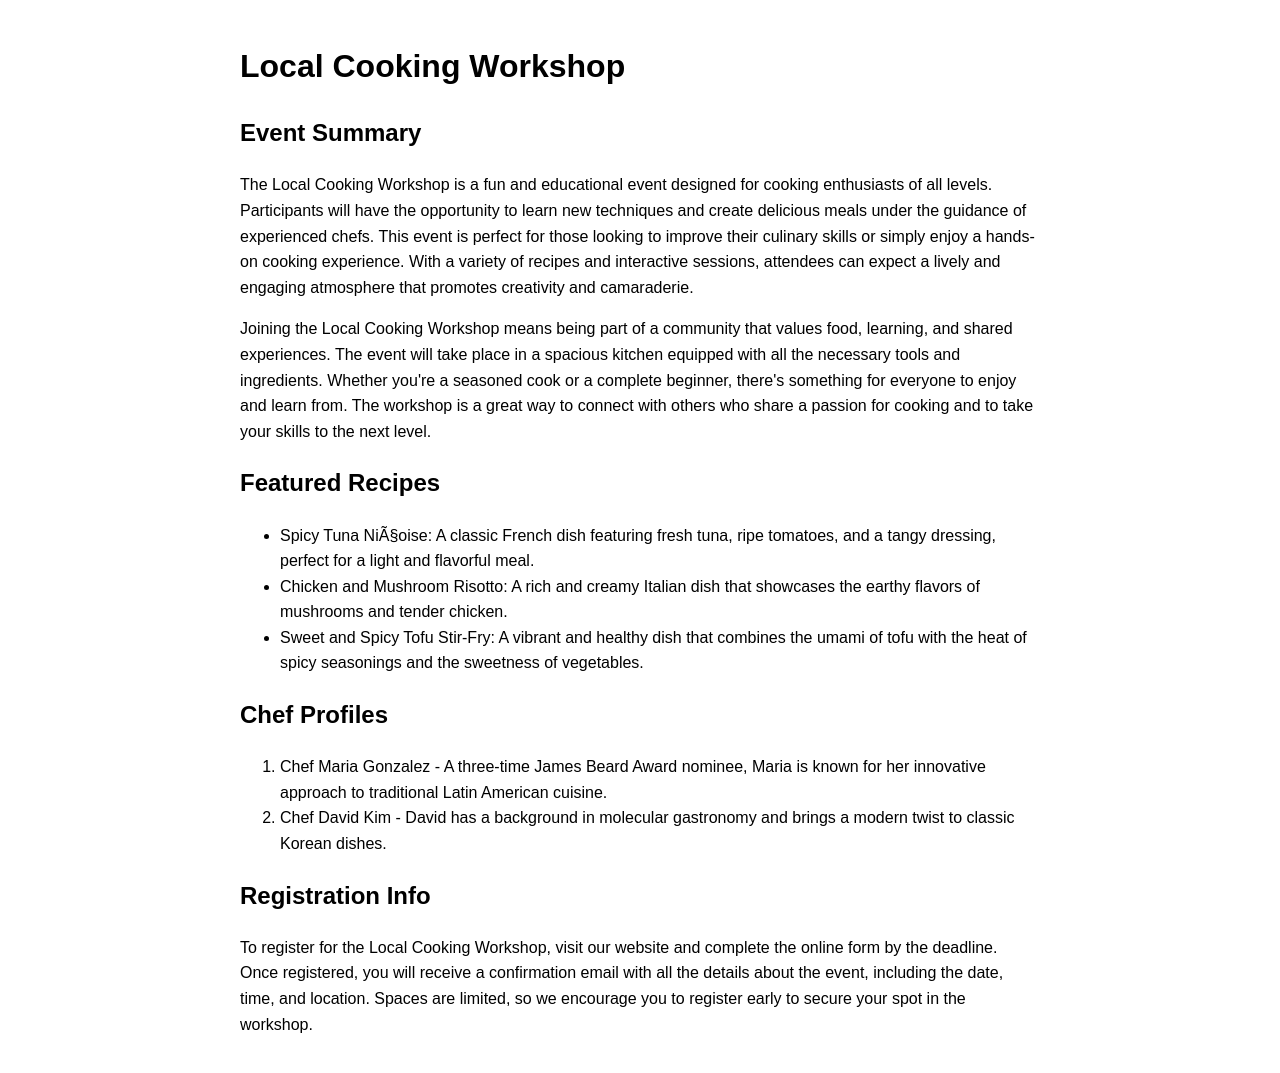 Local Cooking Workshop
Event Summary
The Local Cooking Workshop is a fun and educational event designed for cooking enthusiasts of all levels.
Participants will have the opportunity to learn new techniques and create delicious meals under the guidance of
experienced chefs. This event is perfect for those looking to improve their culinary skills or simply enjoy a hands-
on cooking experience. With a variety of recipes and interactive sessions, attendees can expect a lively and
engaging atmosphere that promotes creativity and camaraderie.
Joining the Local Cooking Workshop means being part of a community that values food, learning, and shared
experiences. The event will take place in a spacious kitchen equipped with all the necessary tools and
ingredients. Whether you're a seasoned cook or a complete beginner, there's something for everyone to enjoy
and learn from. The workshop is a great way to connect with others who share a passion for cooking and to take
your skills to the next level.
Featured Recipes
• Spicy Tuna NiÃ§oise: A classic French dish featuring fresh tuna, ripe tomatoes, and a tangy dressing,
perfect for a light and flavorful meal.
• Chicken and Mushroom Risotto: A rich and creamy Italian dish that showcases the earthy flavors of
mushrooms and tender chicken.
• Sweet and Spicy Tofu Stir-Fry: A vibrant and healthy dish that combines the umami of tofu with the heat of
spicy seasonings and the sweetness of vegetables.
Chef Profiles
1. Chef Maria Gonzalez - A three-time James Beard Award nominee, Maria is known for her innovative
approach to traditional Latin American cuisine.
2. Chef David Kim - David has a background in molecular gastronomy and brings a modern twist to classic
Korean dishes.
Registration Info
To register for the Local Cooking Workshop, visit our website and complete the online form by the deadline.
Once registered, you will receive a confirmation email with all the details about the event, including the date,
time, and location. Spaces are limited, so we encourage you to register early to secure your spot in the
workshop.